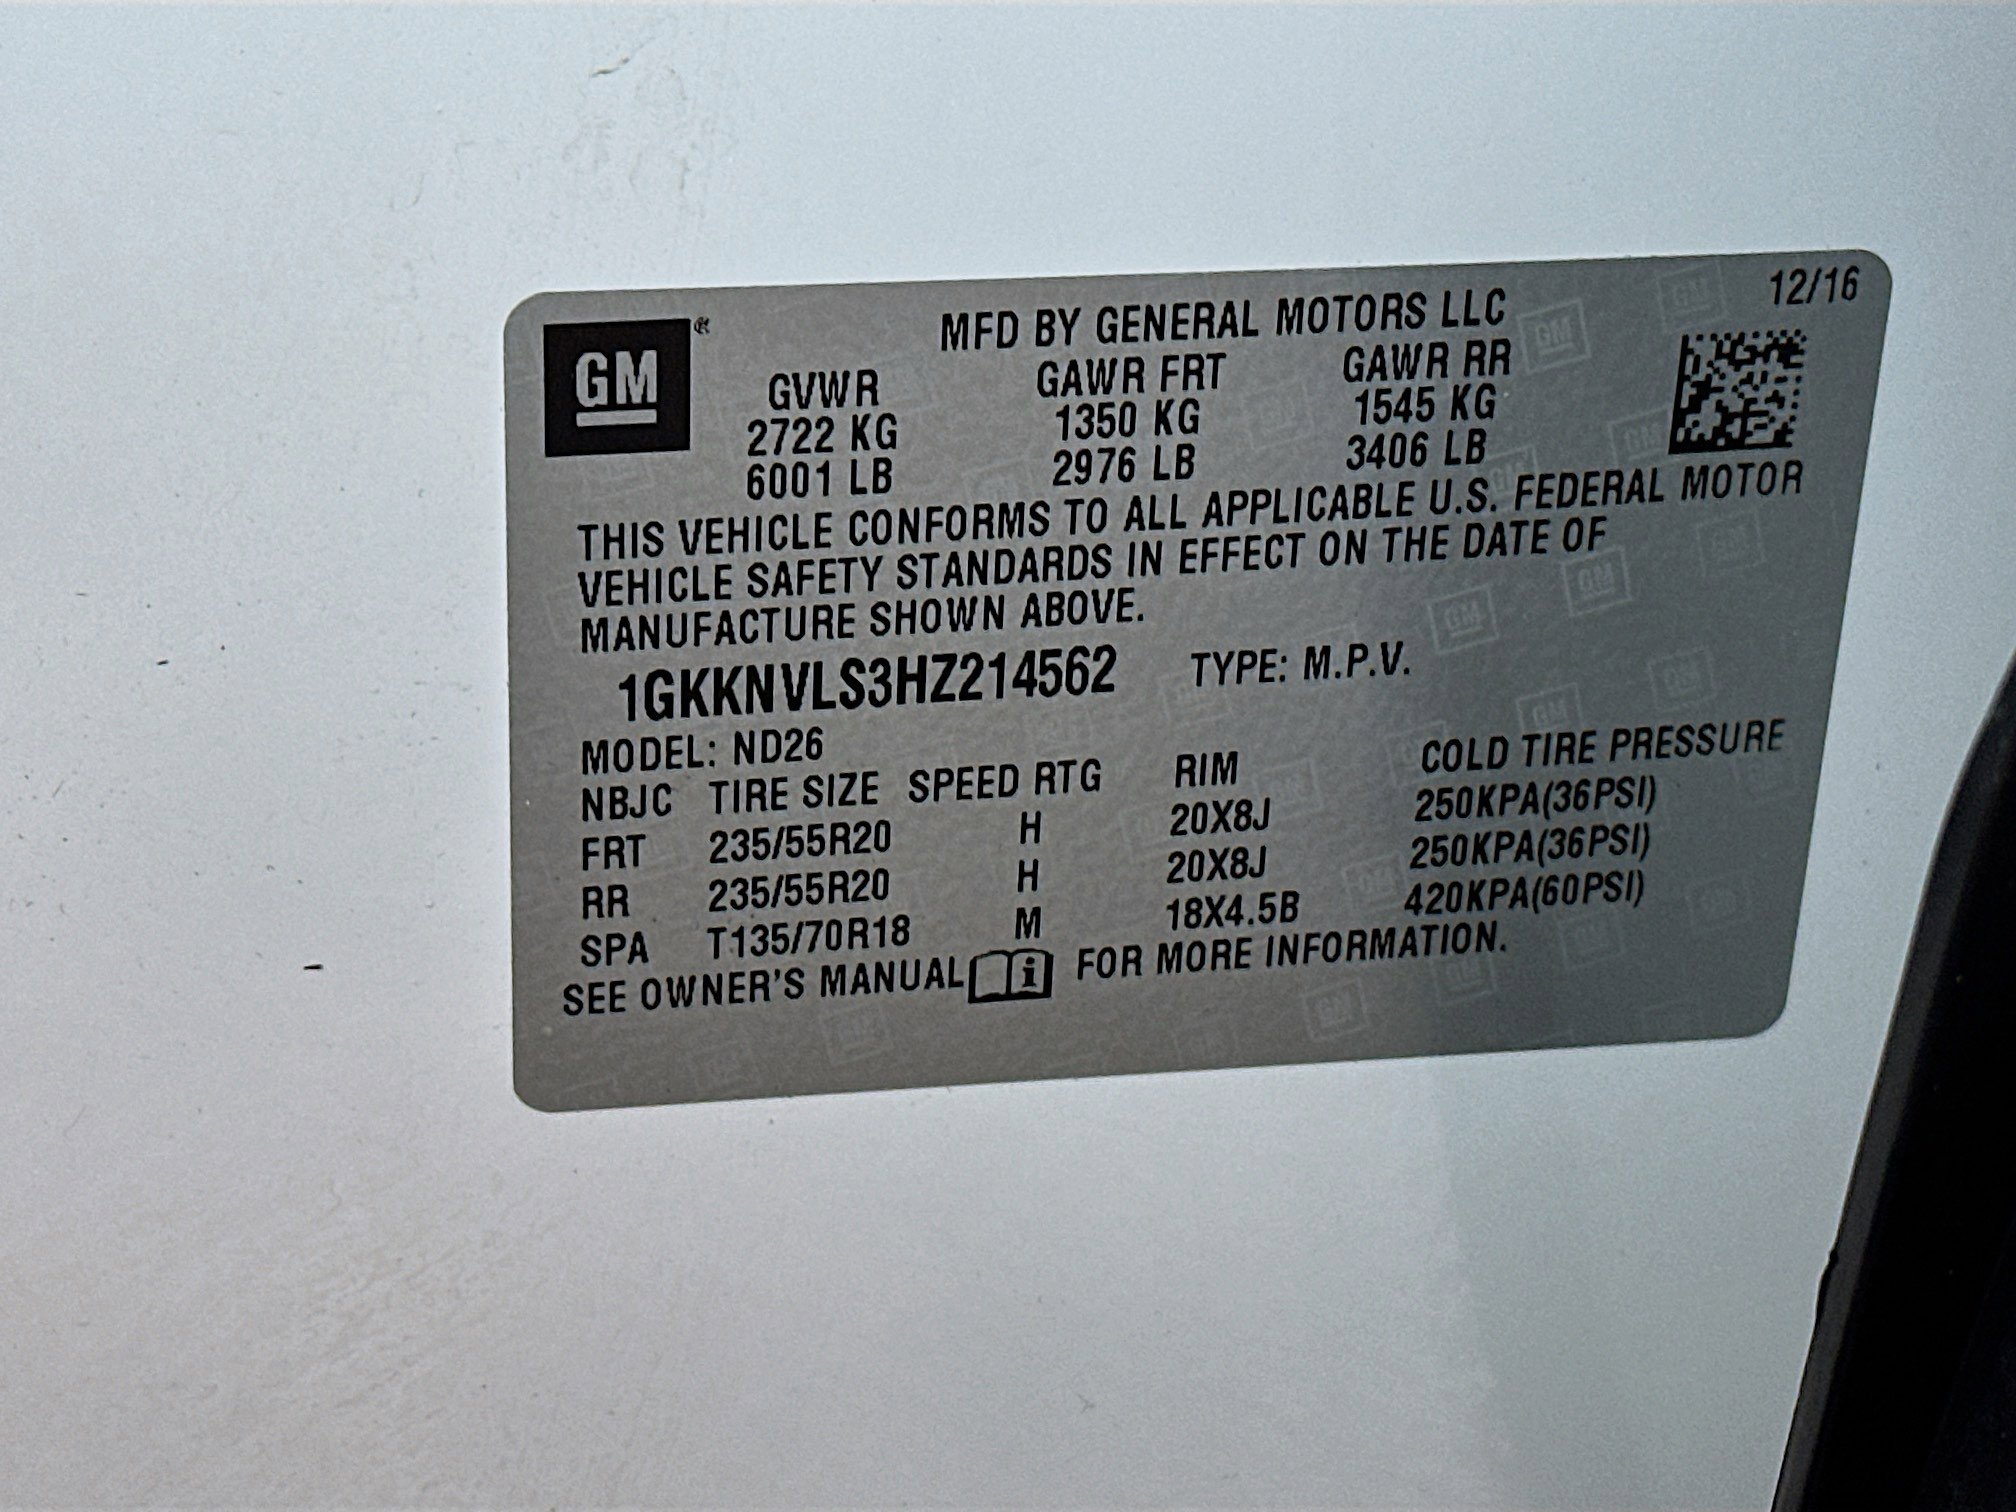 12/16
GM ®
MFD BY GENERAL MOTORS LLC
GVWR GAWR FRT GAWR RR
2722 KG 1350 KG 1545 KG
6001 LB 2976 LB 3406 LB
THIS VEHICLE CONFORMS TO ALL APPLICABLE U.S. FEDERAL MOTOR
VEHICLE SAFETY STANDARDS IN EFFECT ON THE DATE OF
MANUFACTURE SHOWN ABOVE.
1GKKNVLS3HZ214562 TYPE: M.P.V.
MODEL: ND26
NBJC TIRE SIZE SPEED RTG RIM COLD TIRE PRESSURE
FRT 235/55R20 H 20X8J 250KPA(36PSI)
RR 235/55R20 H 20X8J 250KPA(36PSI)
SPA T135/70R18 M 18X4.5B 420KPA(60PSI)
SEE OWNER'S MANUAL FOR MORE INFORMATION.